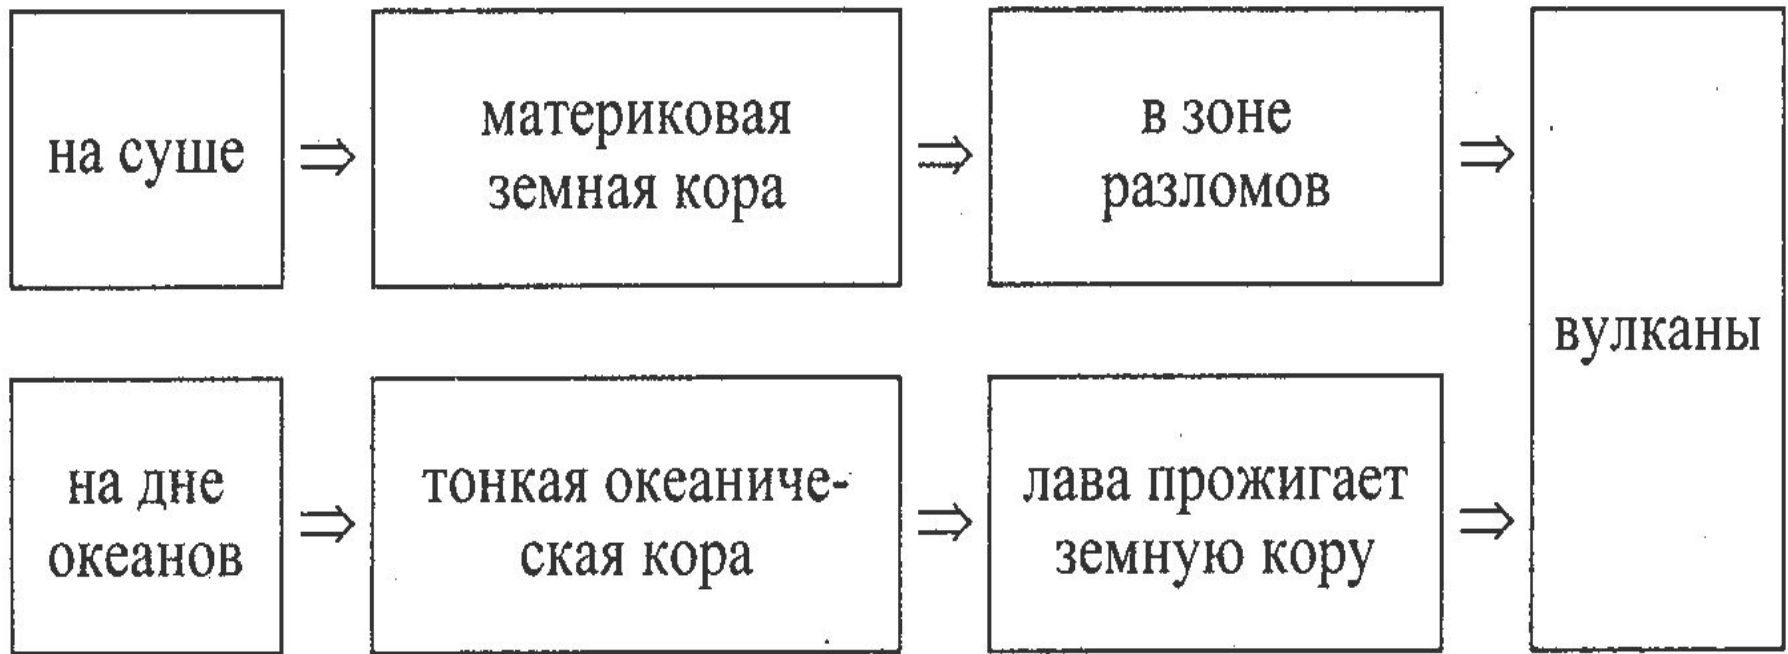 на суше
материковая
земная кора
в зоне
разломов
вулканы
на дне
океанов
тонкая океаниче-
ская кора
лава прожигает
земную кору